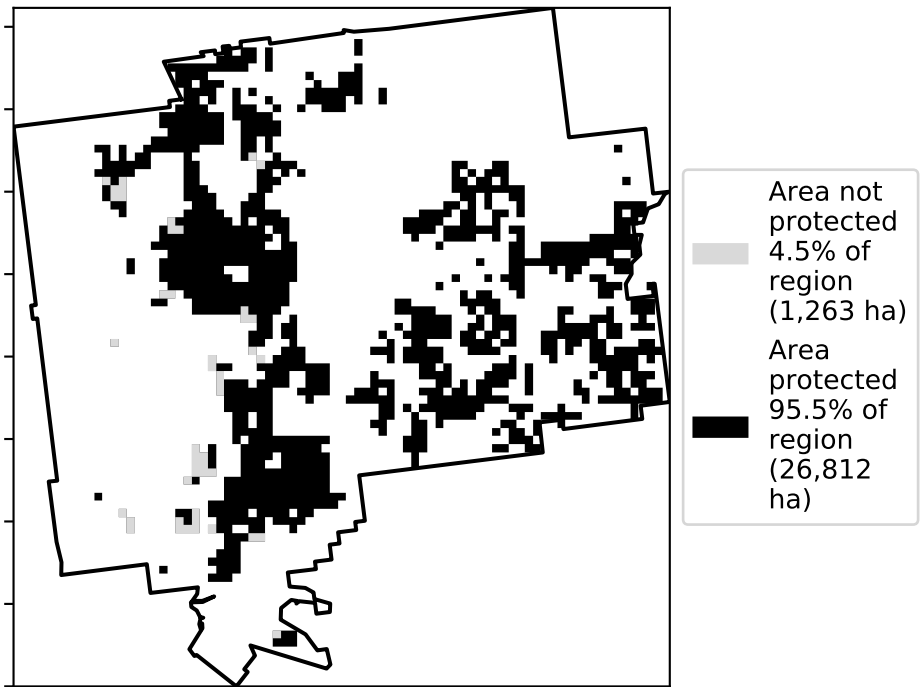 Area not
protected
4.5% of
region
(1,263 ha)
Area
protected
95.5% of
region
(26,812
ha)